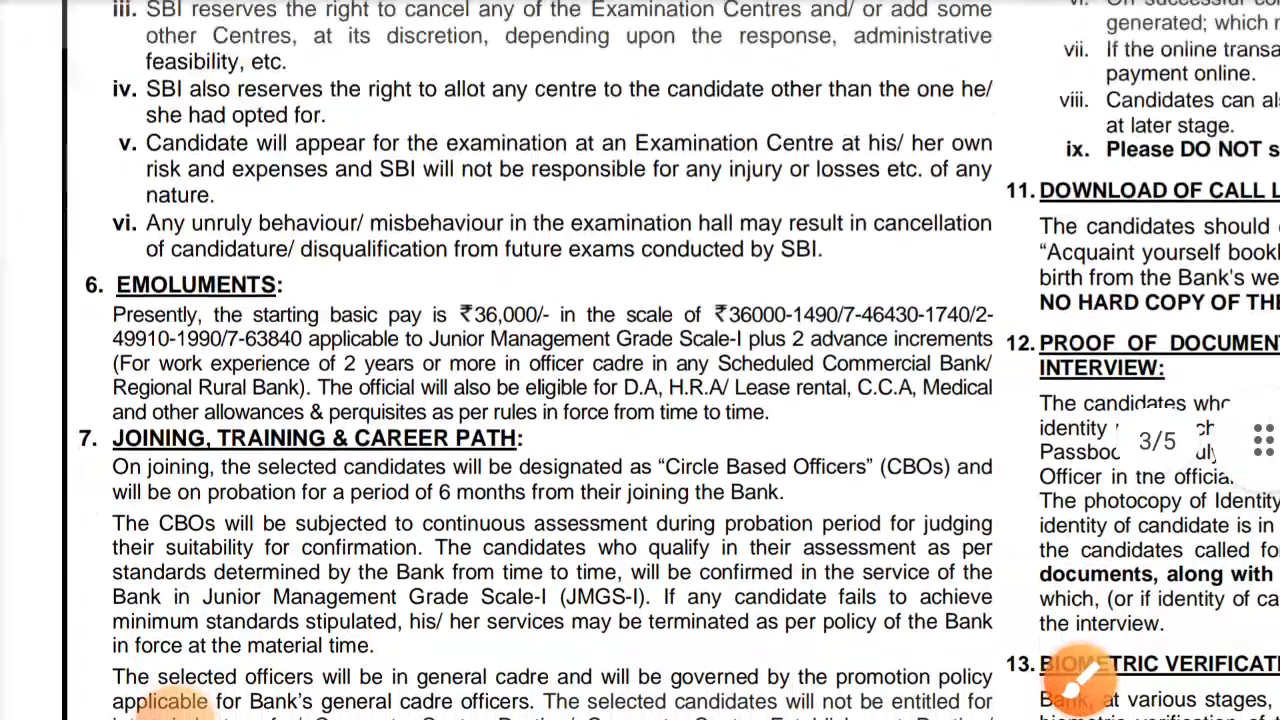 iii. SBI reserves the right to cancel any of the Examination Centres and/ or add some
other Centres, at its discretion, depending upon the response, administrative
feasibility, etc.
iv. SBI also reserves the right to allot any centre to the candidate other than the one he/
she had opted for.
v. Candidate will appear for the examination at an Examination Centre at his/ her own
risk and expenses and SBI will not be responsible for any injury or losses etc. of any
nature.
vi. Any unruly behaviour/ misbehaviour in the examination hall may result in cancellation
of candidature/ disqualification from future exams conducted by SBI.
6. EMOLUMENTS:
Presently, the starting basic pay is ₹36,000/- in the scale of ₹36000-1490/7-46430-1740/2-
49910-1990/7-63840 applicable to Junior Management Grade Scale-I plus 2 advance increments
(For work experience of 2 years or more in officer cadre in any Scheduled Commercial Bank/
Regional Rural Bank). The official will also be eligible for D.A, H.R.A/ Lease rental, C.C.A, Medical
and other allowances & perquisites as per rules in force from time to time.
7. JOINING, TRAINING & CAREER PATH:
On joining, the selected candidates will be designated as “Circle Based Officers” (CBOs) and
will be on probation for a period of 6 months from their joining the Bank.
The CBOs will be subjected to continuous assessment during probation period for judging
their suitability for confirmation. The candidates who qualify in their assessment as per
standards determined by the Bank from time to time, will be confirmed in the service of the
Bank in Junior Management Grade Scale-I (JMGS-I). If any candidate fails to achieve
minimum standards stipulated, his/ her services may be terminated as per policy of the Bank
in force at the material time.
The selected officers will be in general cadre and will be governed by the promotion policy
applicable for Bank’s general cadre officers. The selected candidates will not be entitled for
generated; which
vii. If the online
payment online.
viii. Candidates can
at later stage.
ix. Please DO NOT
11. DOWNLOAD OF CALL
The candidates should
“Acquaint yourself
birth from the Bank's
NO HARD COPY OF
12. PROOF OF
INTERVIEW:
The candidates
identity
3/5
Officer in the
The photocopy of Identity
identity of candidate is in
the candidates called
documents, along with
which, (or if identity of
the interview.
13. BIOMETRIC
Bank, at various stages,